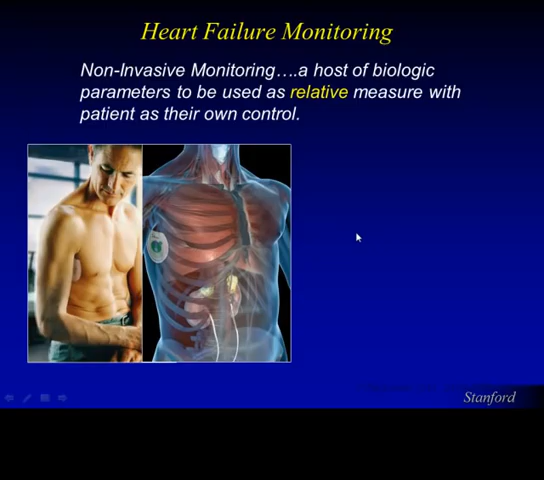 Heart Failure Monitoring
Non-Invasive Monitoring….a host of biologic
parameters to be used as relative measure with
patient as their own control.
Stanford